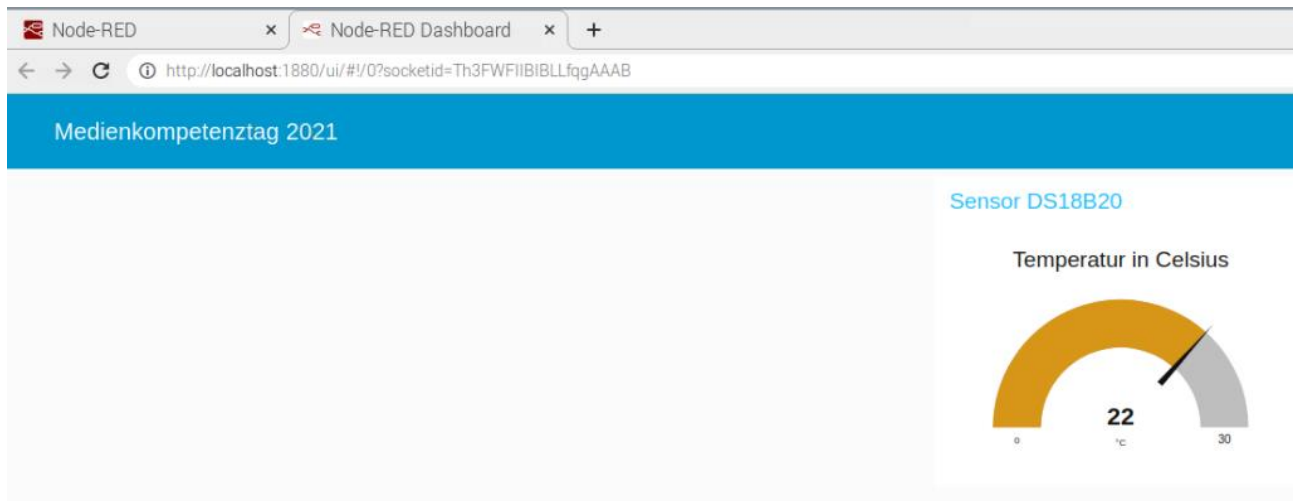 Node-RED
Node-RED Dashboard
http://localhost:1880/ui/#!/0?socketid=Th3FWFIIBIBLLfqgAAAB
Medienkompetenztag 2021
Sensor DS18B20
Temperatur in Celsius
22
0
°C
30